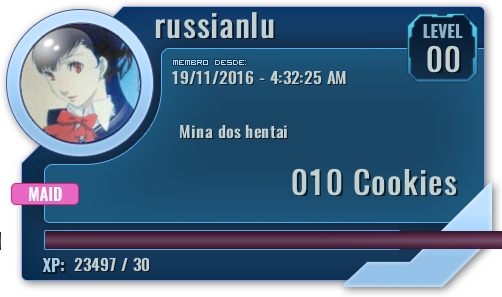 russianlu
LEVEL
00
MEMBRO DESDE:
19/11/2016 - 4:32:25 AM
Mina dos hentai
010 Cookies
MAID
XP: 23497 / 30